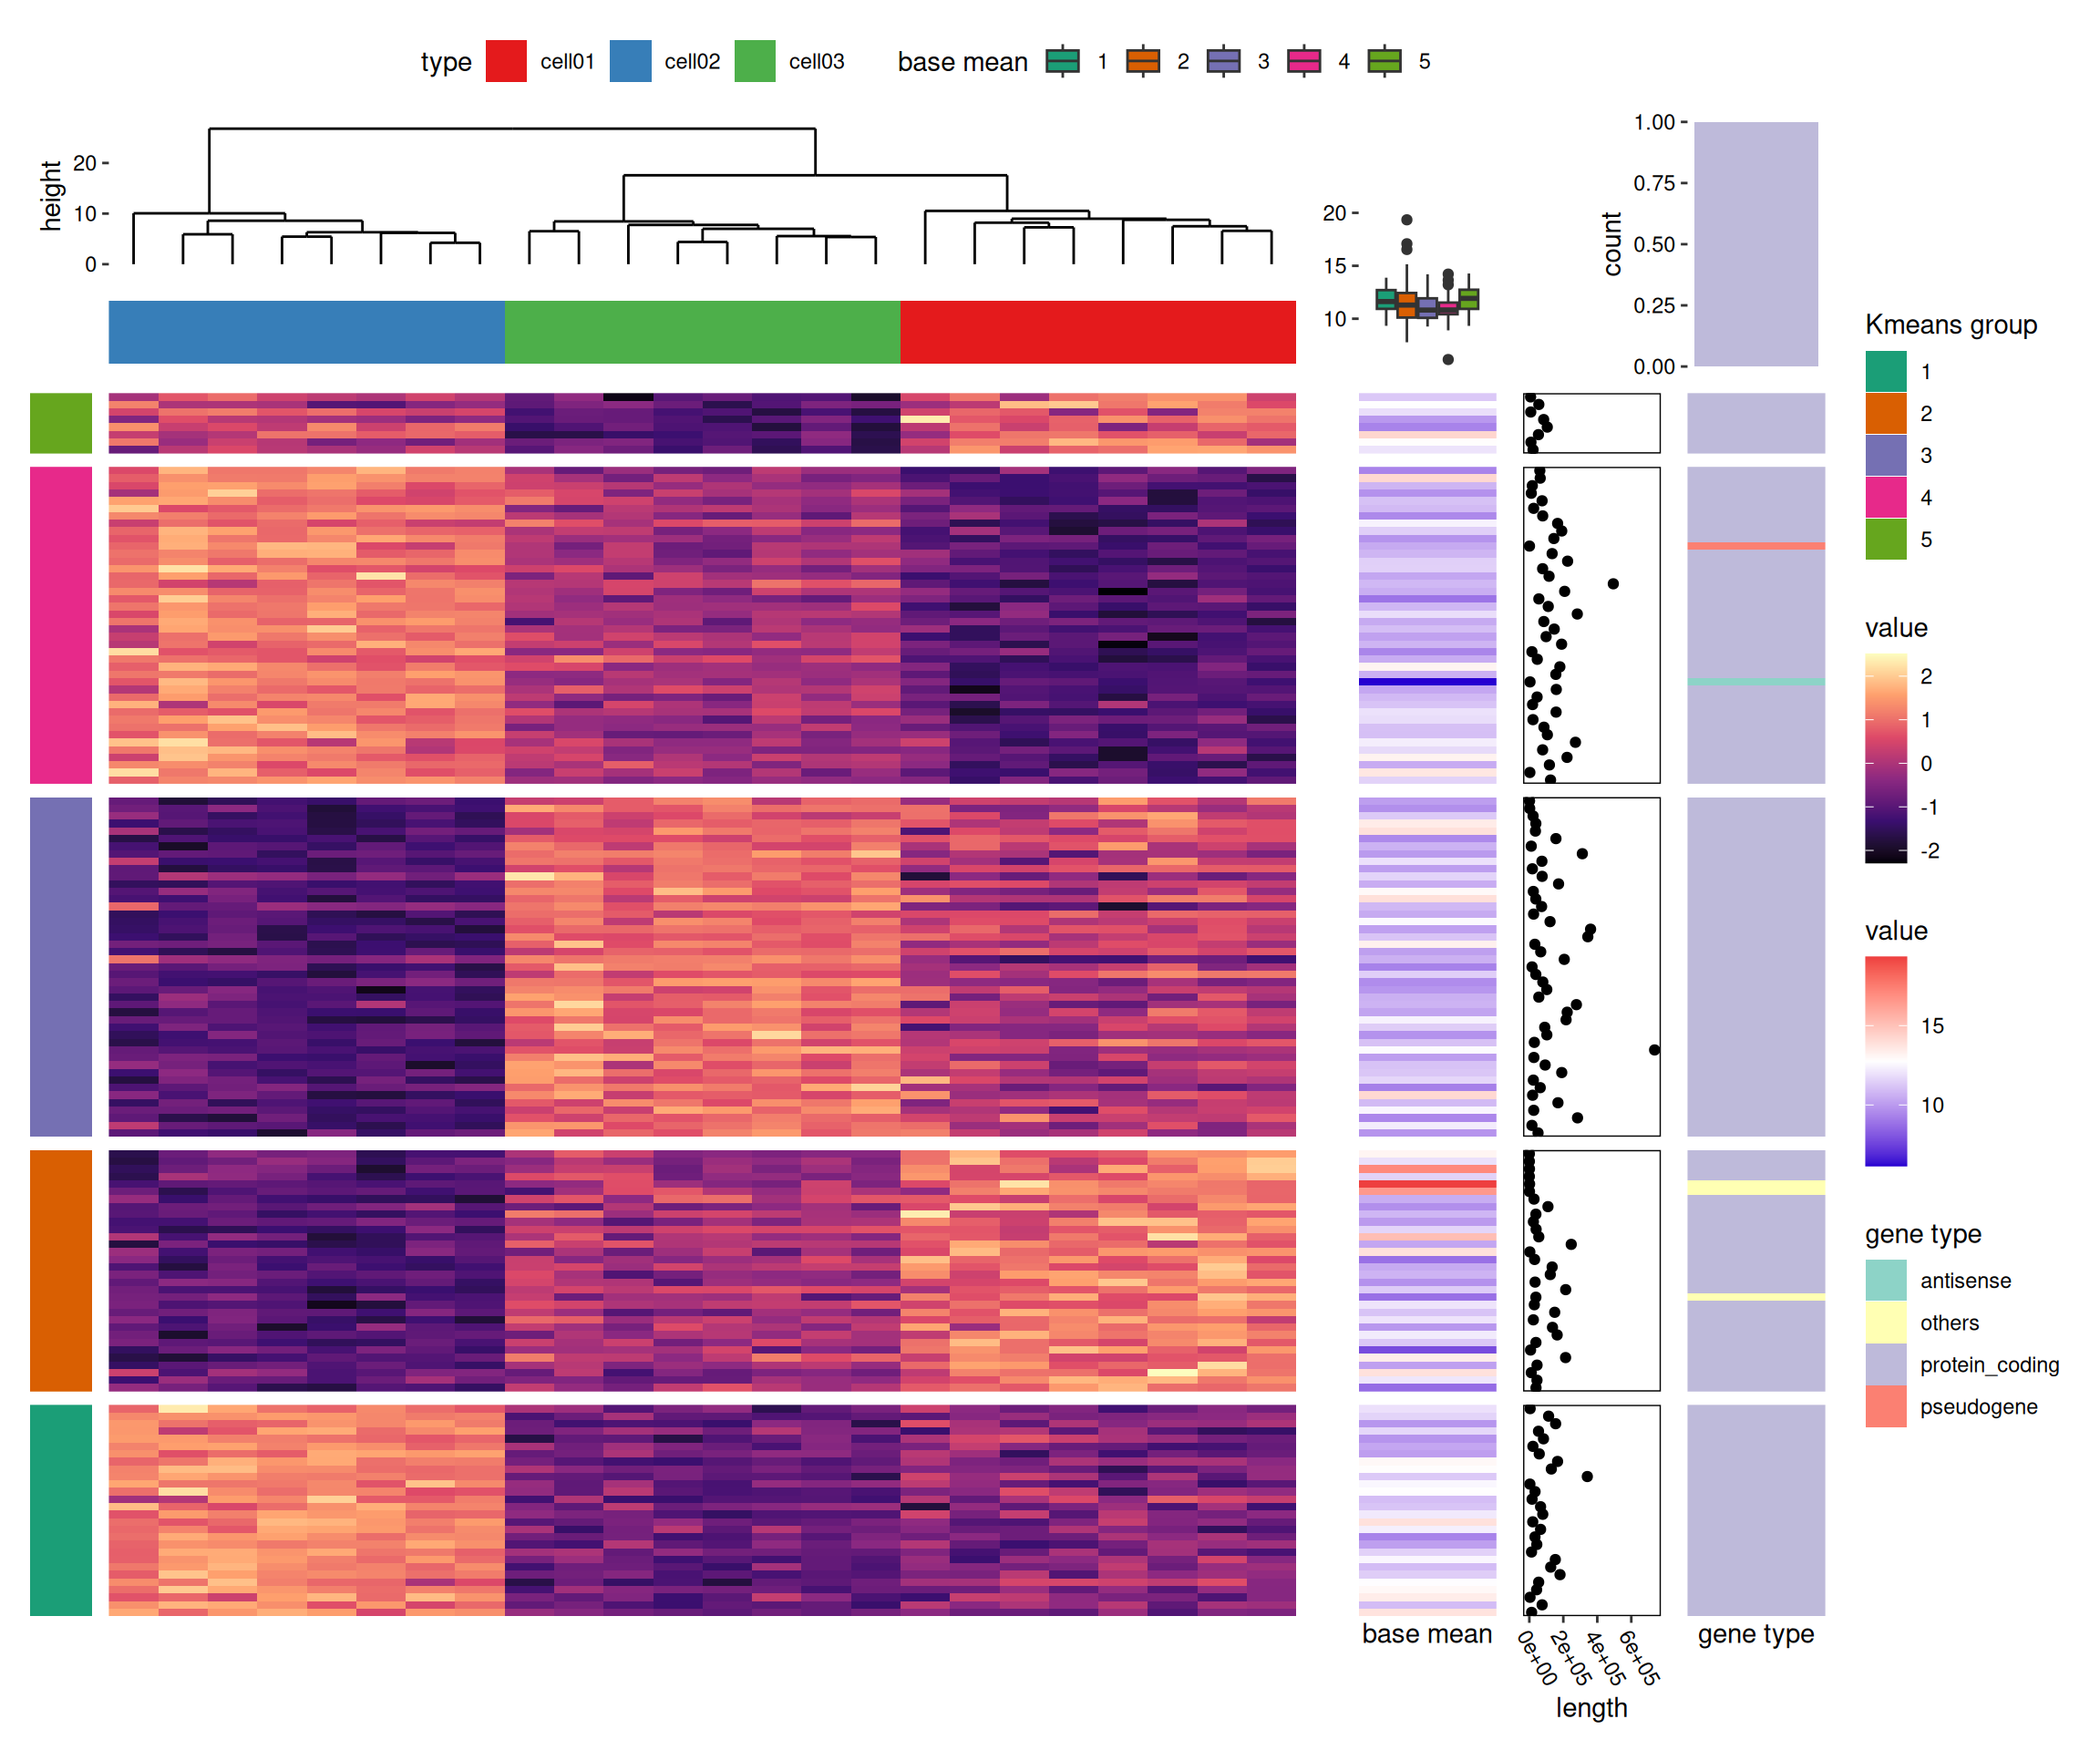 type cell01 cell02 cell03 base mean 1 2 3 4 5
height
20
10
0
20
15
10
count
1.00
0.75
0.50
0.25
0.00
Kmeans group
1
2
3
4
5
value
2
1
0
-1
-2
value
15
10
gene type
antisense
others
protein_coding
pseudogene
base mean
0e+00 2e+05 4e+05 6e+05
length
gene type